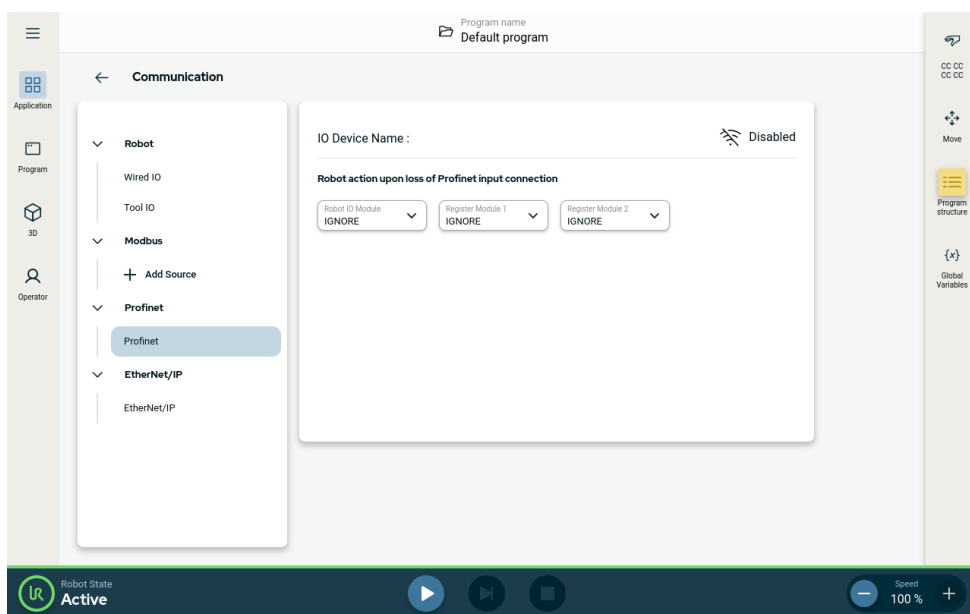 Program name
Default program
Communication
Application
Program
3D
Operator
Robot
Wired IO
Tool IO
Modbus
Add Source
Profinet
Profinet
EtherNet/IP
EtherNet/IP
IO Device Name :
Disabled
Robot action upon loss of Profinet input connection
Robot IO Module
IGNORE
Register Module 1
IGNORE
Register Module 2
IGNORE
CC CC
CC CC
Move
Program
structure
{x}
Global
Variables
UR
Robot State
Active
Speed
100 %